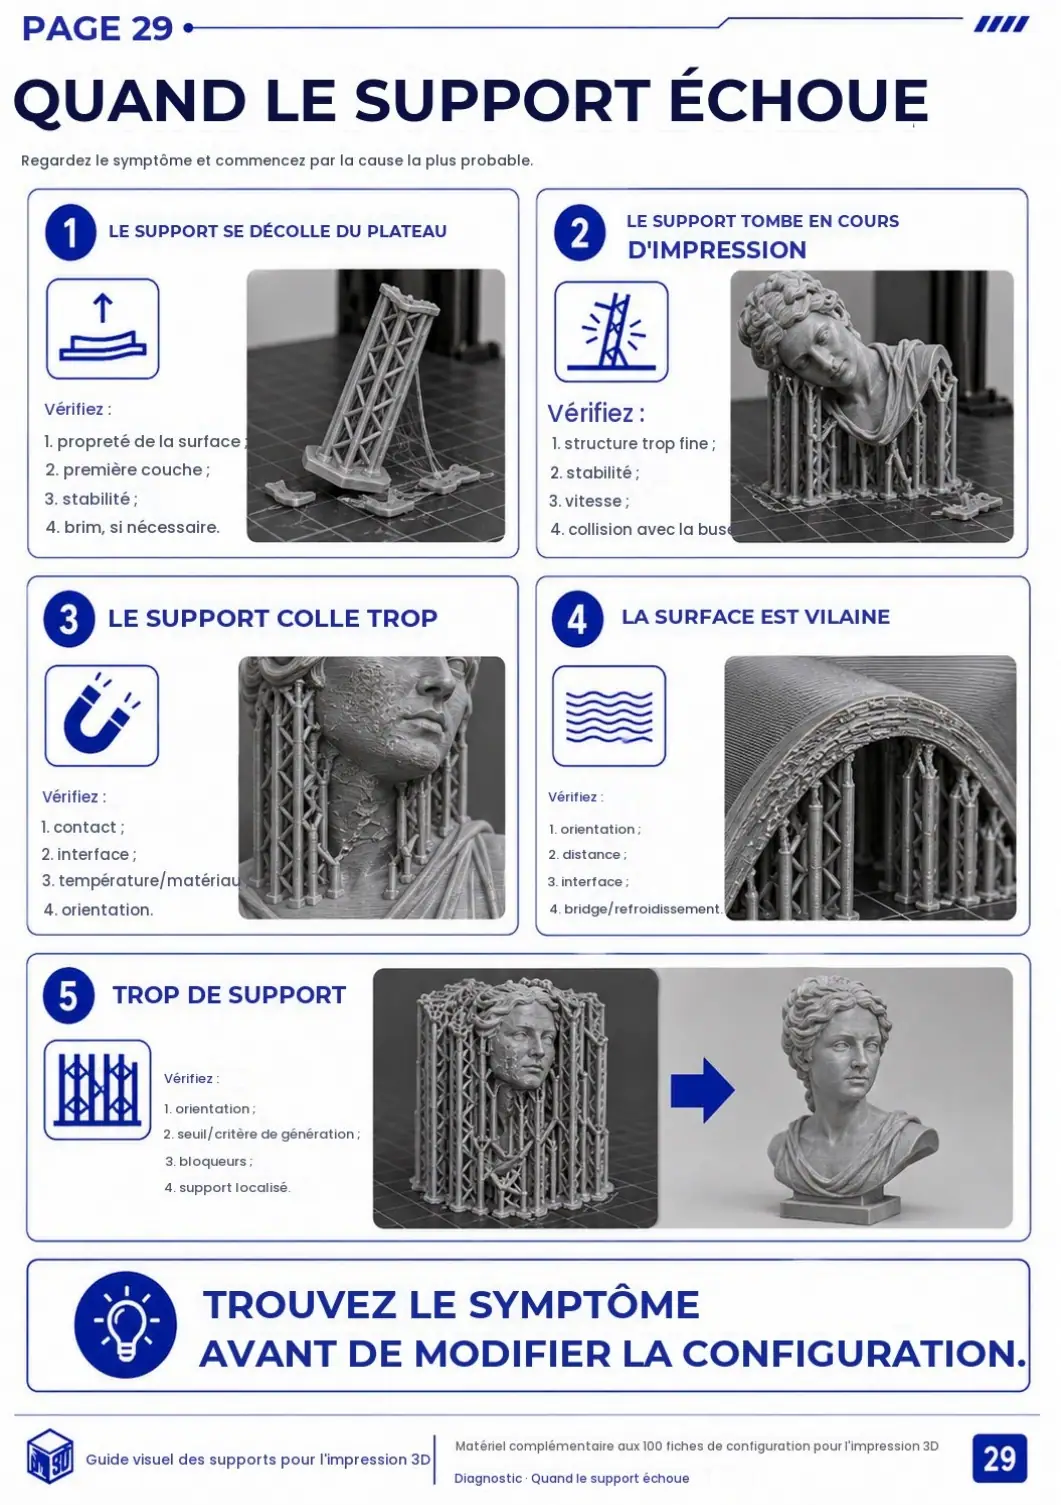 PAGE 29
QUAND LE SUPPORT ÉCHOUE
Regardez le symptôme et commencez par la cause la plus probable.
1 LE SUPPORT SE DÉCOLLE DU PLATEAU
Vérifiez :
1. propreté de la surface ;
2. première couche ;
3. stabilité ;
4. brim, si nécessaire.
2 LE SUPPORT TOMBE EN COURS
D'IMPRESSION
Vérifiez :
1. structure trop fine ;
2. stabilité ;
3. vitesse ;
4. collision avec la buse
3 LE SUPPORT COLLE TROP
Vérifiez :
1. contact ;
2. interface ;
3. température/matériau
4. orientation.
4 LA SURFACE EST VILAINE
Vérifiez :
1. orientation ;
2. distance ;
3. interface ;
4. bridge/refroidissement.
5 TROP DE SUPPORT
Vérifiez :
1. orientation ;
2. seuil/critère de génération ;
3. bloqueurs ;
4. support localisé.
TROUVEZ LE SYMPTÔME
AVANT DE MODIFIER LA CONFIGURATION.
Guide visuel des supports pour l'impression 3D
Matériel complémentaire aux 100 fiches de configuration pour l'impression 3D
Diagnostic · Quand le support échoue
29